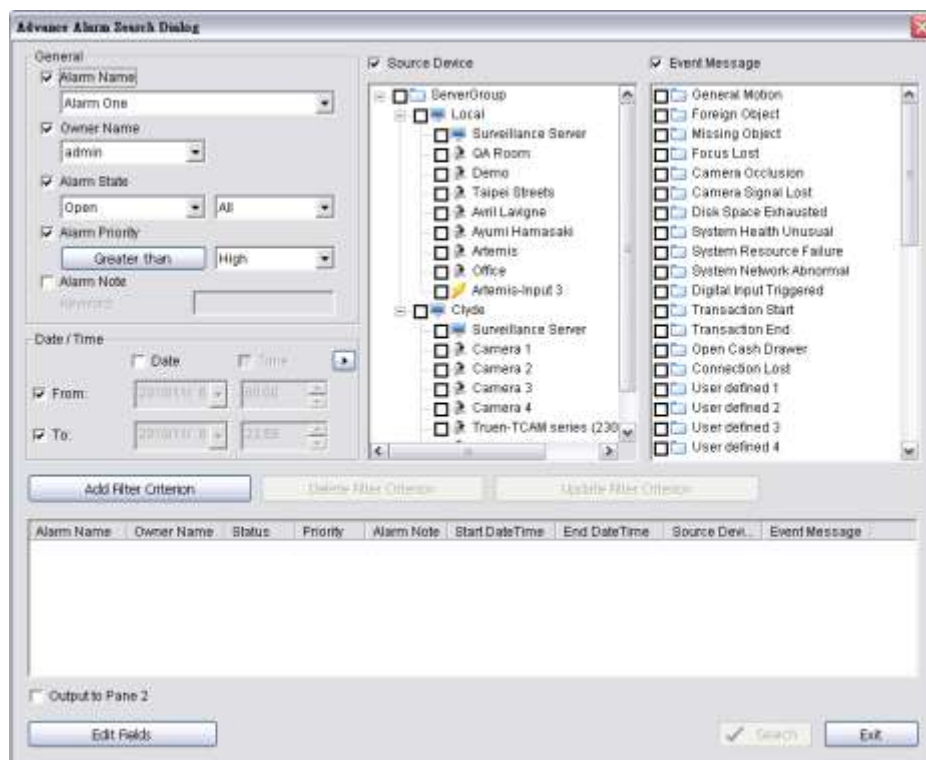 Advance Alarm Search Dialog
General
Alarm Name
Alarm One
Owner Name
admin
Alarm State
Open
All
Alarm Priority
Greater than
High
Alarm Note
Keyword:
Date / Time
Date
Time
From:
00:00
To:
23:59
Source Device
ServerGroup
Local
Surveillance Server
QA Room
Demo
Taipei Streets
Avril Lavigne
Ayumi Hamasaki
Artemis
Office
Artemis-Input 3
Clyde
Surveillance Server
Camera 1
Camera 2
Camera 3
Camera 4
Truen-TCAM series (230
Event Message
General Motion
Foreign Object
Missing Object
Focus Lost
Camera Occlusion
Camera Signal Lost
Disk Space Exhausted
System Health Unusual
System Resource Failure
System Network Abnormal
Digital Input Triggered
Transaction Start
Transaction End
Open Cash Drawer
Connection Lost
User defined 1
User defined 2
User defined 3
User defined 4
Add Filter Criterion
Delete Filter Criterion
Update Filter Criterion
Alarm Name Owner Name Status Priority Alarm Note Start DateTime End DateTime Source Devi... Event Message
Output to Pane 2
Edit Fields
Search
Exit